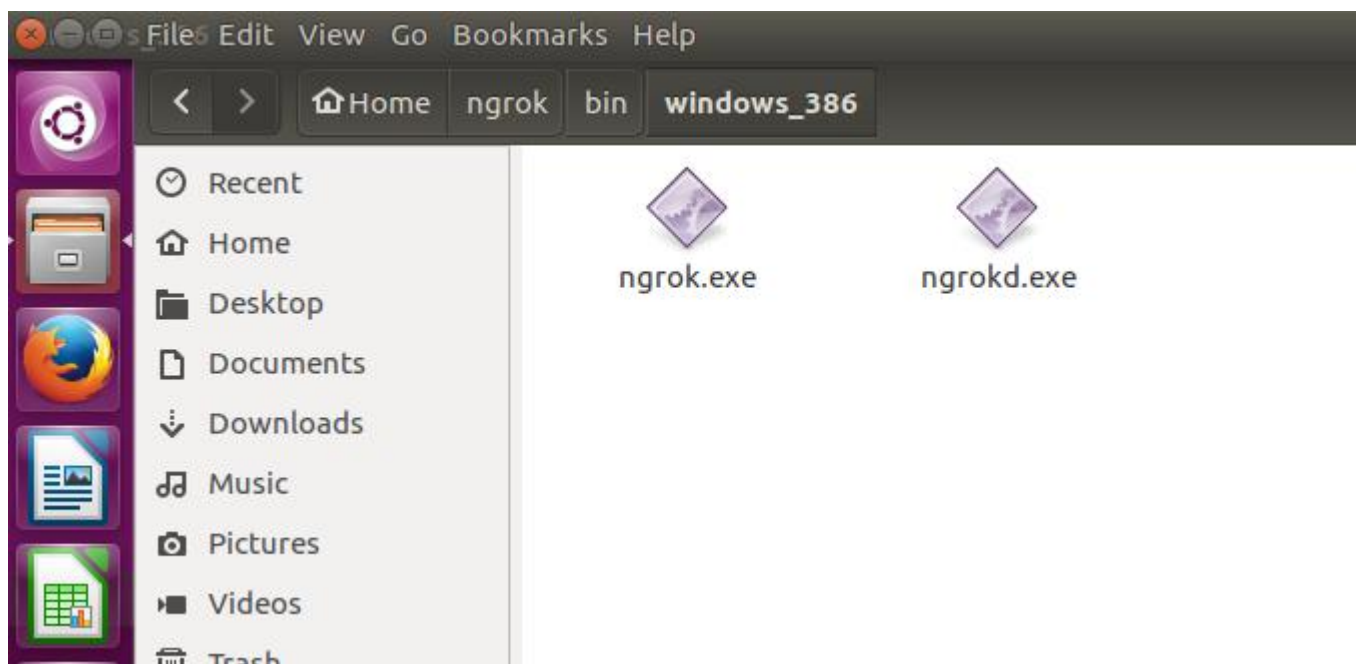 File Edit View Go Bookmarks Help
Home ngrok bin windows_386
Recent
Home
Desktop
Documents
Downloads
Music
Pictures
Videos
Trash
ngrok.exe ngrokd.exe